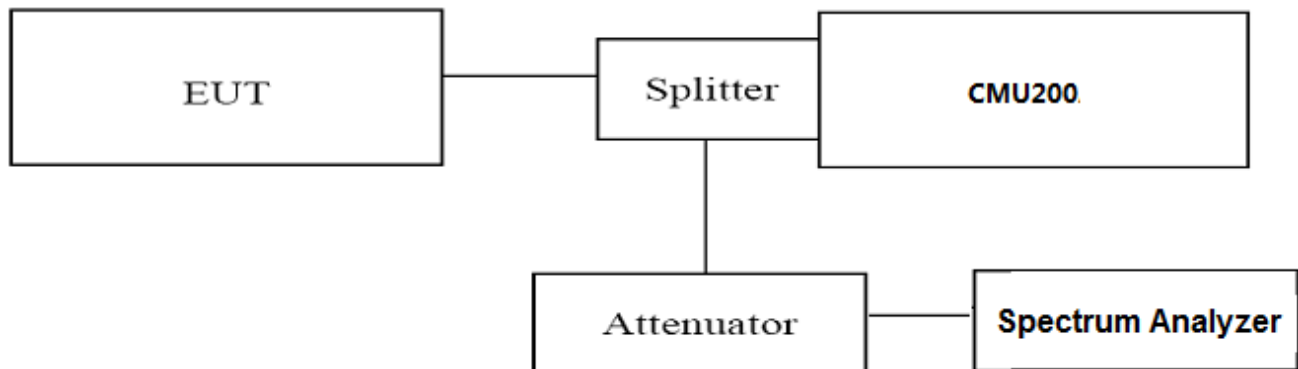 EUT
Splitter
CMU200
Attenuator
Spectrum Analyzer